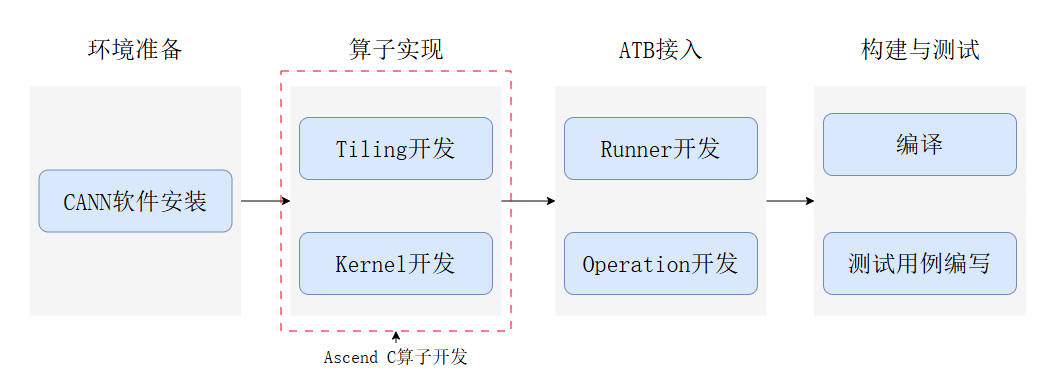 环境准备
算子实现
ATB接入
构建与测试
CANN软件安装
Tiling开发
Kernel开发
Runner开发
Operation开发
编译
测试用例编写
Ascend C算子开发